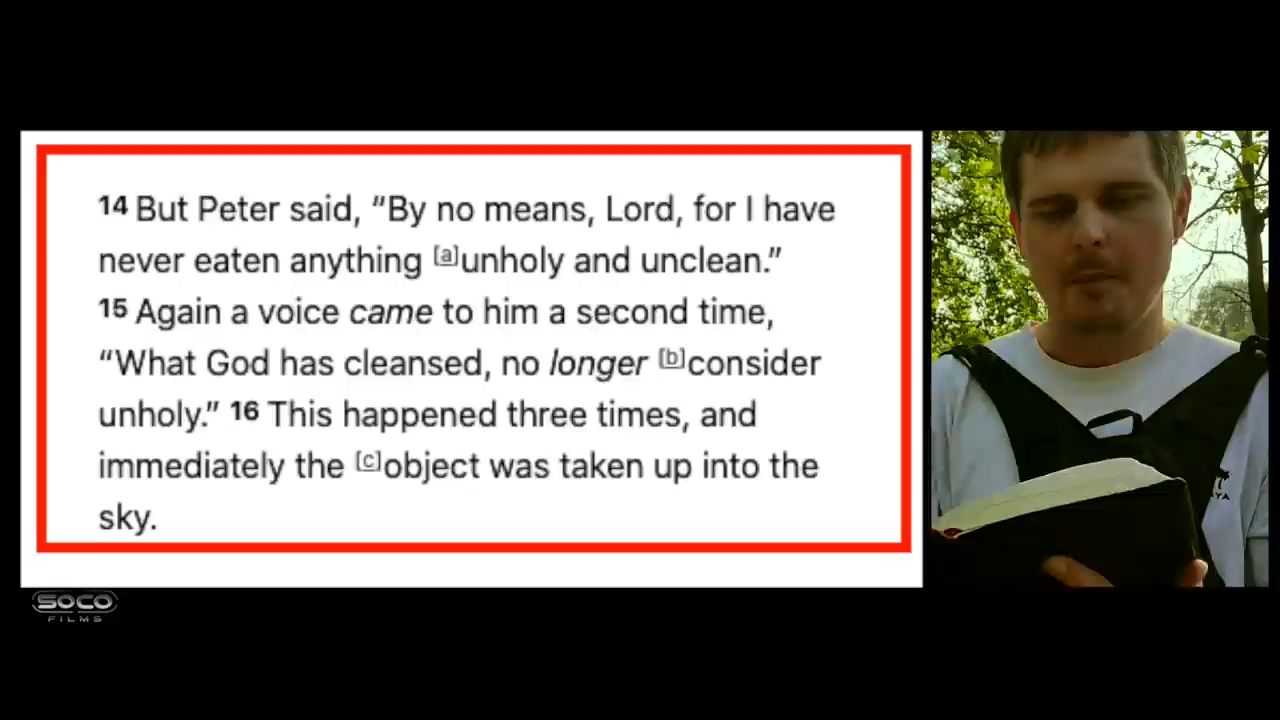 14 But Peter said, “By no means, Lord, for I have
never eaten anything [a]unholy and unclean.”
15 Again a voice came to him a second time,
“What God has cleansed, no longer [b]consider
unholy.” 16 This happened three times, and
immediately the [c]object was taken up into the
sky.
SOCO
FILMS